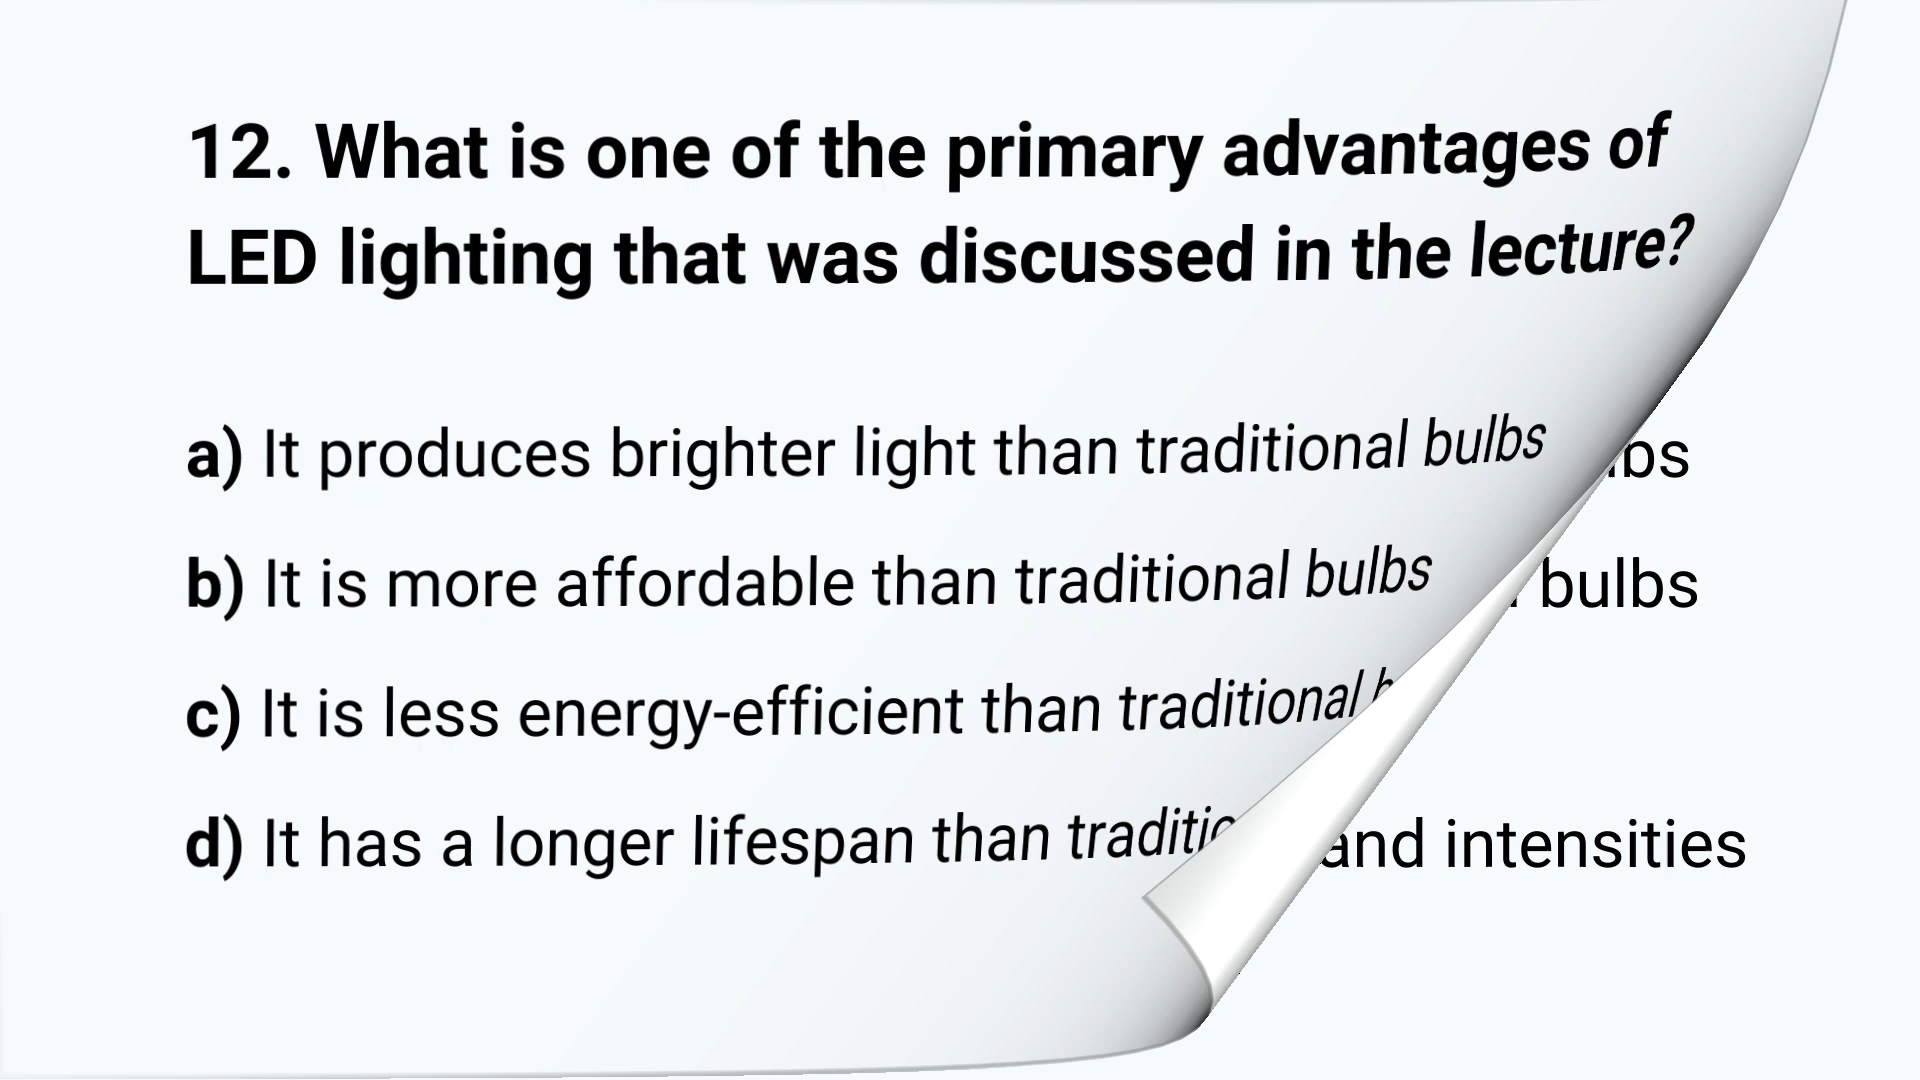 12. What is one of the primary advantages of
LED lighting that was discussed in the lecture?
a) It produces brighter light than traditional bulbs
b) It is more affordable than traditional bulbs bulbs
c) It is less energy-efficient than traditional
d) It has a longer lifespan than and intensities